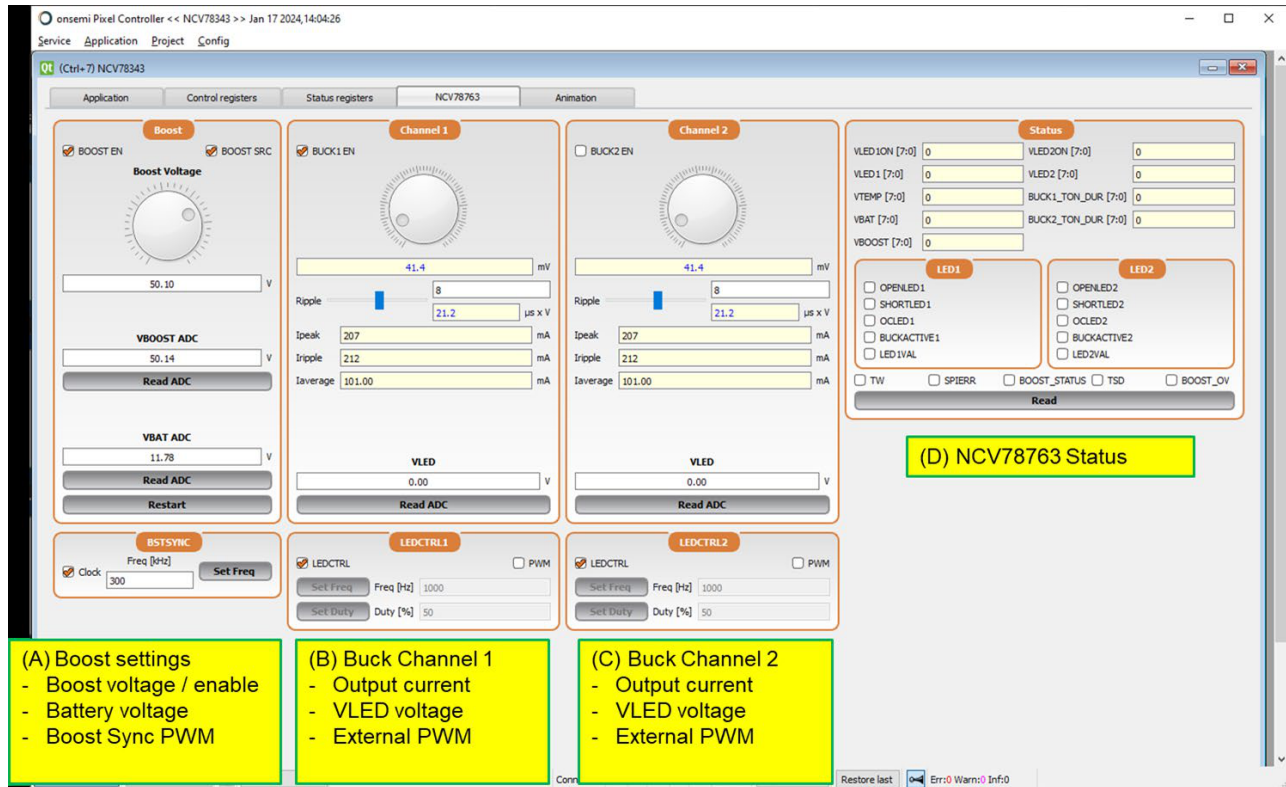 onsemi Pixel Controller << NCV78343 >> Jan 17 2024,14:04:26
Service Application Project Config
Qt (Ctrl+7) NCV78343
Application Control registers Status registers NCV78763 Animation
Boost
BOOST EN BOOST SRC
Boost Voltage
50.10 V
VBOOST ADC
50.14 V
Read ADC
VBAT ADC
11.78 V
Read ADC
Restart
BSTSYNC
Clock Freq [kHz] 300 Set Freq
Channel 1
BUCK1 EN
41.4 mV
Ripple 8
21.2 µs x V
Ipeak 207 mA
Iripple 212 mA
Iaverage 101.00 mA
VLED
0.00 V
Read ADC
LEDCTRL1
LEDCTRL PWM
Set Freq Freq [Hz] 1000
Set Duty Duty [%] 50
Channel 2
BUCK2 EN
41.4 mV
Ripple 8
21.2 µs x V
Ipeak 207 mA
Iripple 212 mA
Iaverage 101.00 mA
VLED
0.00 V
Read ADC
LEDCTRL2
LEDCTRL PWM
Set Freq Freq [Hz] 1000
Set Duty Duty [%] 50
Status
VLED1ON [7:0] 0 VLED2ON [7:0] 0
VLED1 [7:0] 0 VLED2 [7:0] 0
VTEMP [7:0] 0 BUCK1_TON_DUR [7:0] 0
VBAT [7:0] 0 BUCK2_TON_DUR [7:0] 0
VBOOST [7:0] 0
LED1
OPENLED1
SHORTLED1
OCLED1
BUCKACTIVE1
LED1VAL
LED2
OPENLED2
SHORTLED2
OCLED2
BUCKACTIVE2
LED2VAL
TW SPIERR BOOST_STATUS TSD BOOST_OV
Read
(D) NCV78763 Status
(A) Boost settings
- Boost voltage / enable
- Battery voltage
- Boost Sync PWM
(B) Buck Channel 1
- Output current
- VLED voltage
- External PWM
(C) Buck Channel 2
- Output current
- VLED voltage
- External PWM
Restore last Err:0 Warn:0 Inf:0